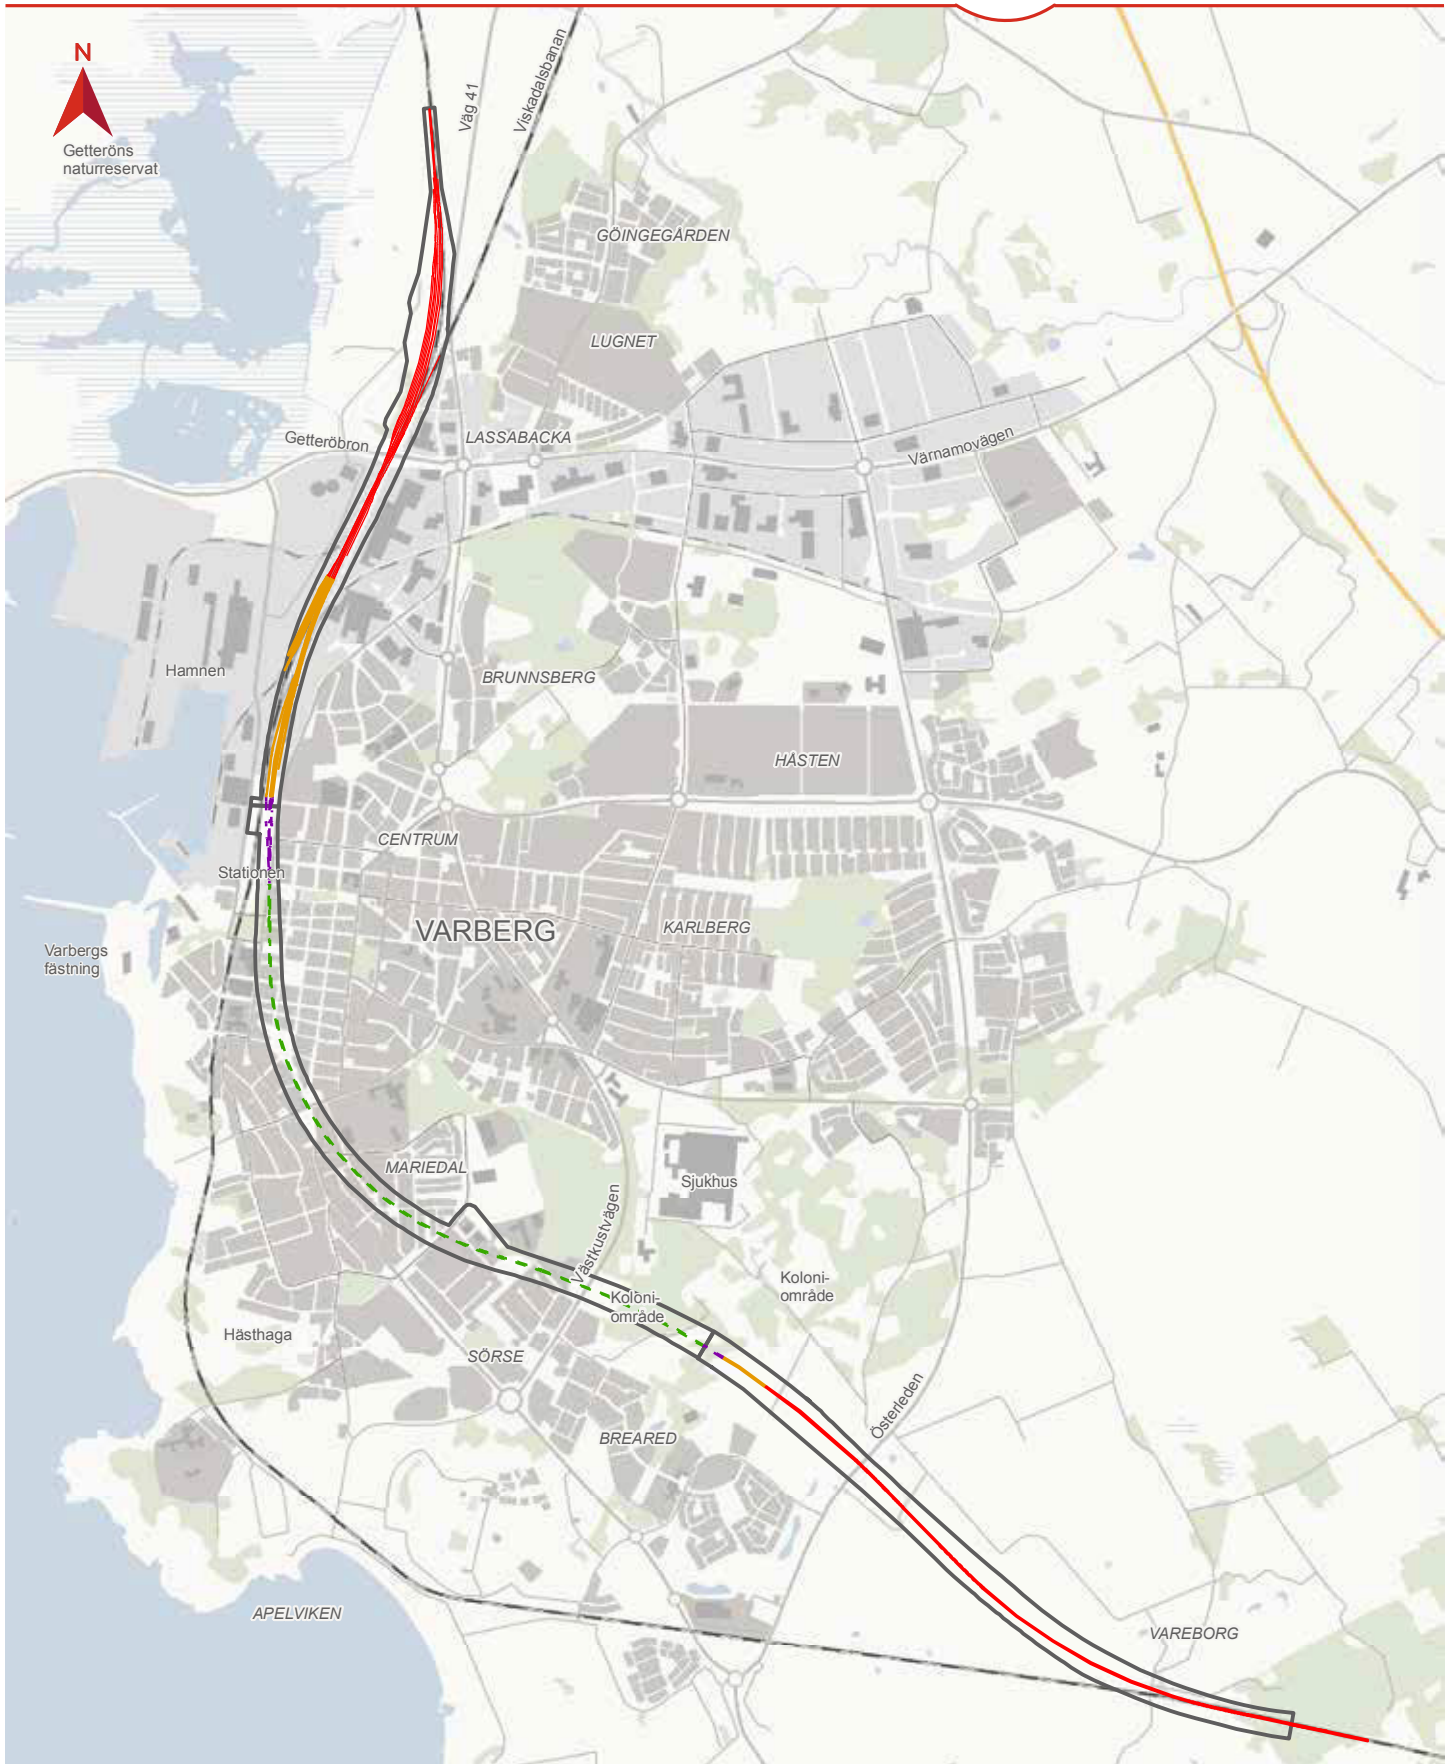 N
Getteröns
naturreservat
Väg 41
Viskadalsbanan
GÖINGEGÅRDEN
LUGNET
Getteröbron
LASSABACKA
Värnamovägen
Hamnen
BRUNNSBERG
HÅSTEN
CENTRUM
Stationen
VARBERG
KARLBERG
Varbergs
fästning
MARIEDAL
Sjukhus
Västkustvägen
Koloni-
område
Koloni-
område
Hästhaga
SÖRSE
Österleden
BREARED
APELVIKEN
VAREBORG